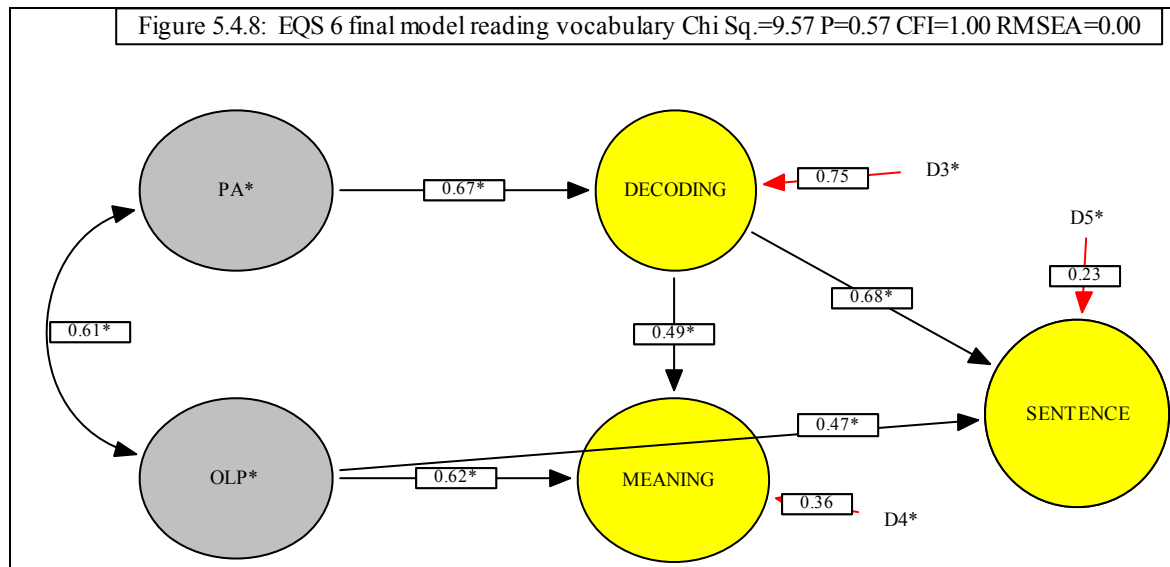 Figure 5.4.8: EQS 6 final model reading vocabulary Chi Sq.=9.57 P=0.57 CFI=1.00 RMSEA=0.00
PA*
0.67*
DECODING
0.75
D3*
D5*
0.23
0.68*
0.61*
0.49*
SENTENCE
0.47*
OLP*
0.62*
MEANING
0.36
D4*